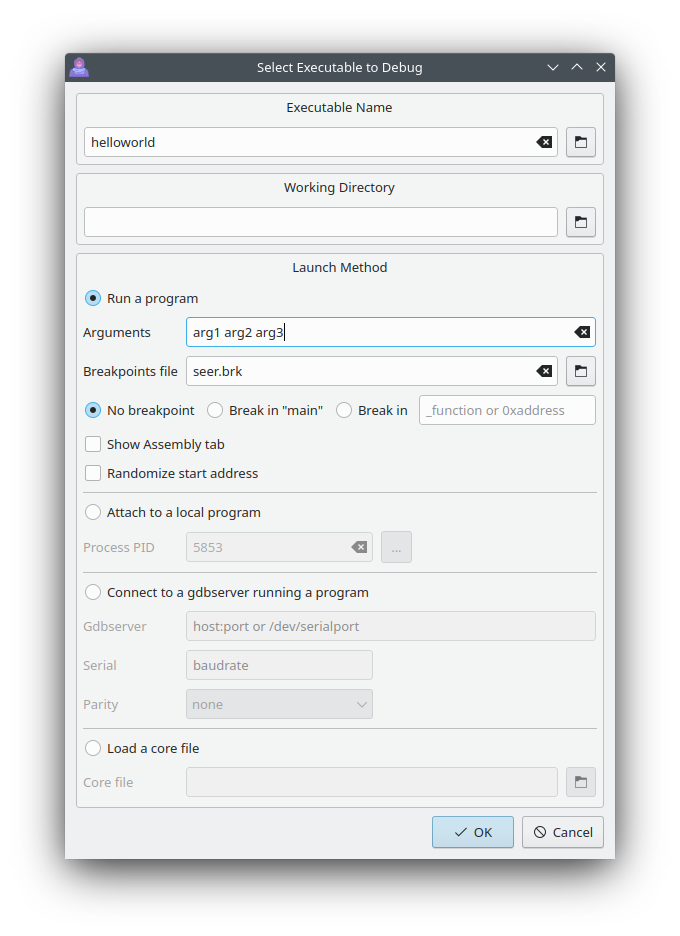 Select Executable to Debug
Executable Name
helloworld
Working Directory
Launch Method
Run a program
Arguments arg1 arg2 arg3
Breakpoints file seer.brk
No breakpoint Break in "main" Break in _function or 0xaddress
Show Assembly tab
Randomize start address
Attach to a local program
Process PID 5853 ...
Connect to a gdbserver running a program
Gdbserver host:port or /dev/serialport
Serial baudrate
Parity none
Load a core file
Core file
OK Cancel